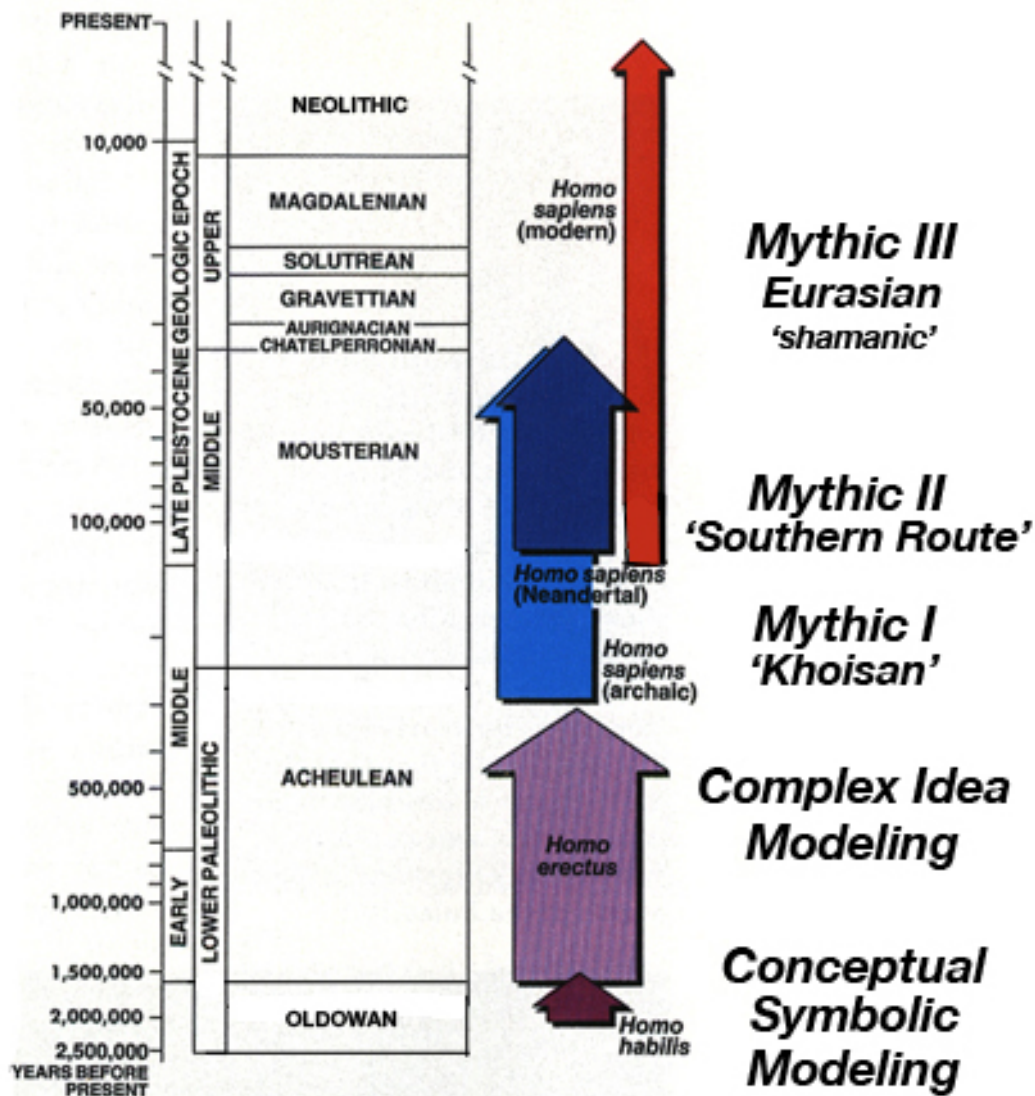 PRESENT
10,000
50,000
100,000
500,000
1,000,000
1,500,000
2,000,000
2,500,000
YEARS BEFORE
PRESENT
LATE PLEISTOCENE GEOLOGIC EPOCH
MIDDLE
EARLY
UPPER
MIDDLE
LOWER PALEOLITHIC
NEOLITHIC
MAGDALENIAN
SOLUTREAN
GRAVETTIAN
AURIGNACIAN
CHATELPERRONIAN
MOUSTERIAN
ACHEULEAN
OLDOWAN
Homo
sapiens
(modern)
Homo sapiens
(Neandertal)
Homo
sapiens
(archaic)
Homo
erectus
Homo
habilis
Mythic III
Eurasian
‘shamanic’
Mythic II
‘Southern Route’
Mythic I
‘Khoisan’
Complex Idea
Modeling
Conceptual
Symbolic
Modeling